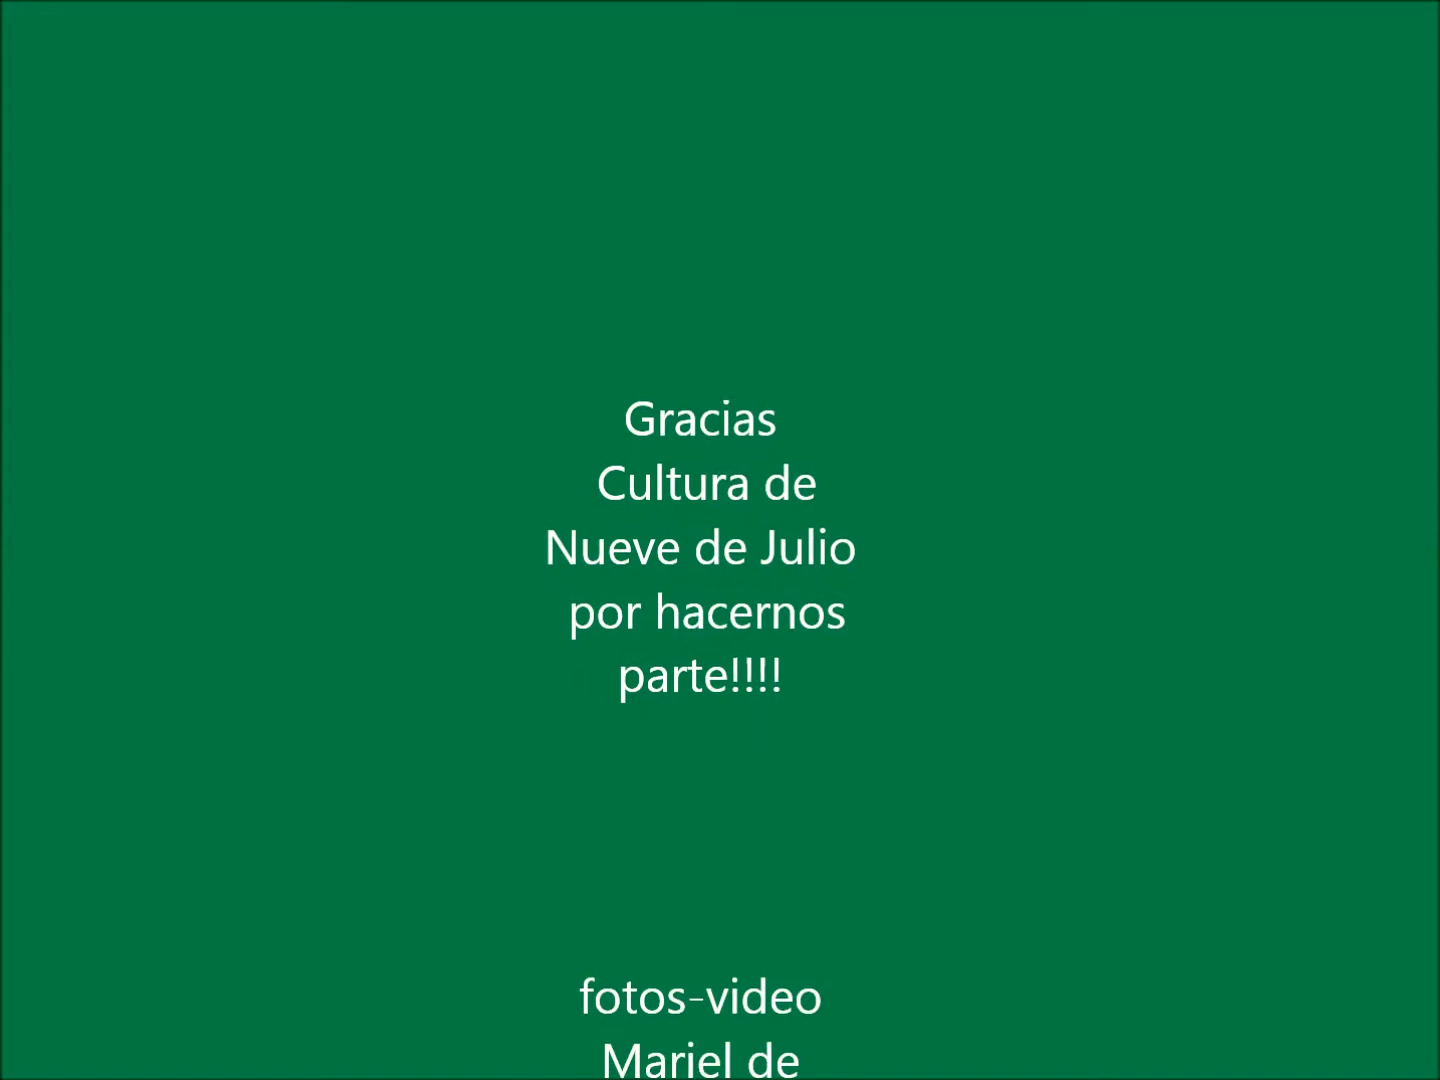 Gracias
Cultura de
Nueve de Julio
por hacernos
parte!!!!
fotos-video
Mariel de